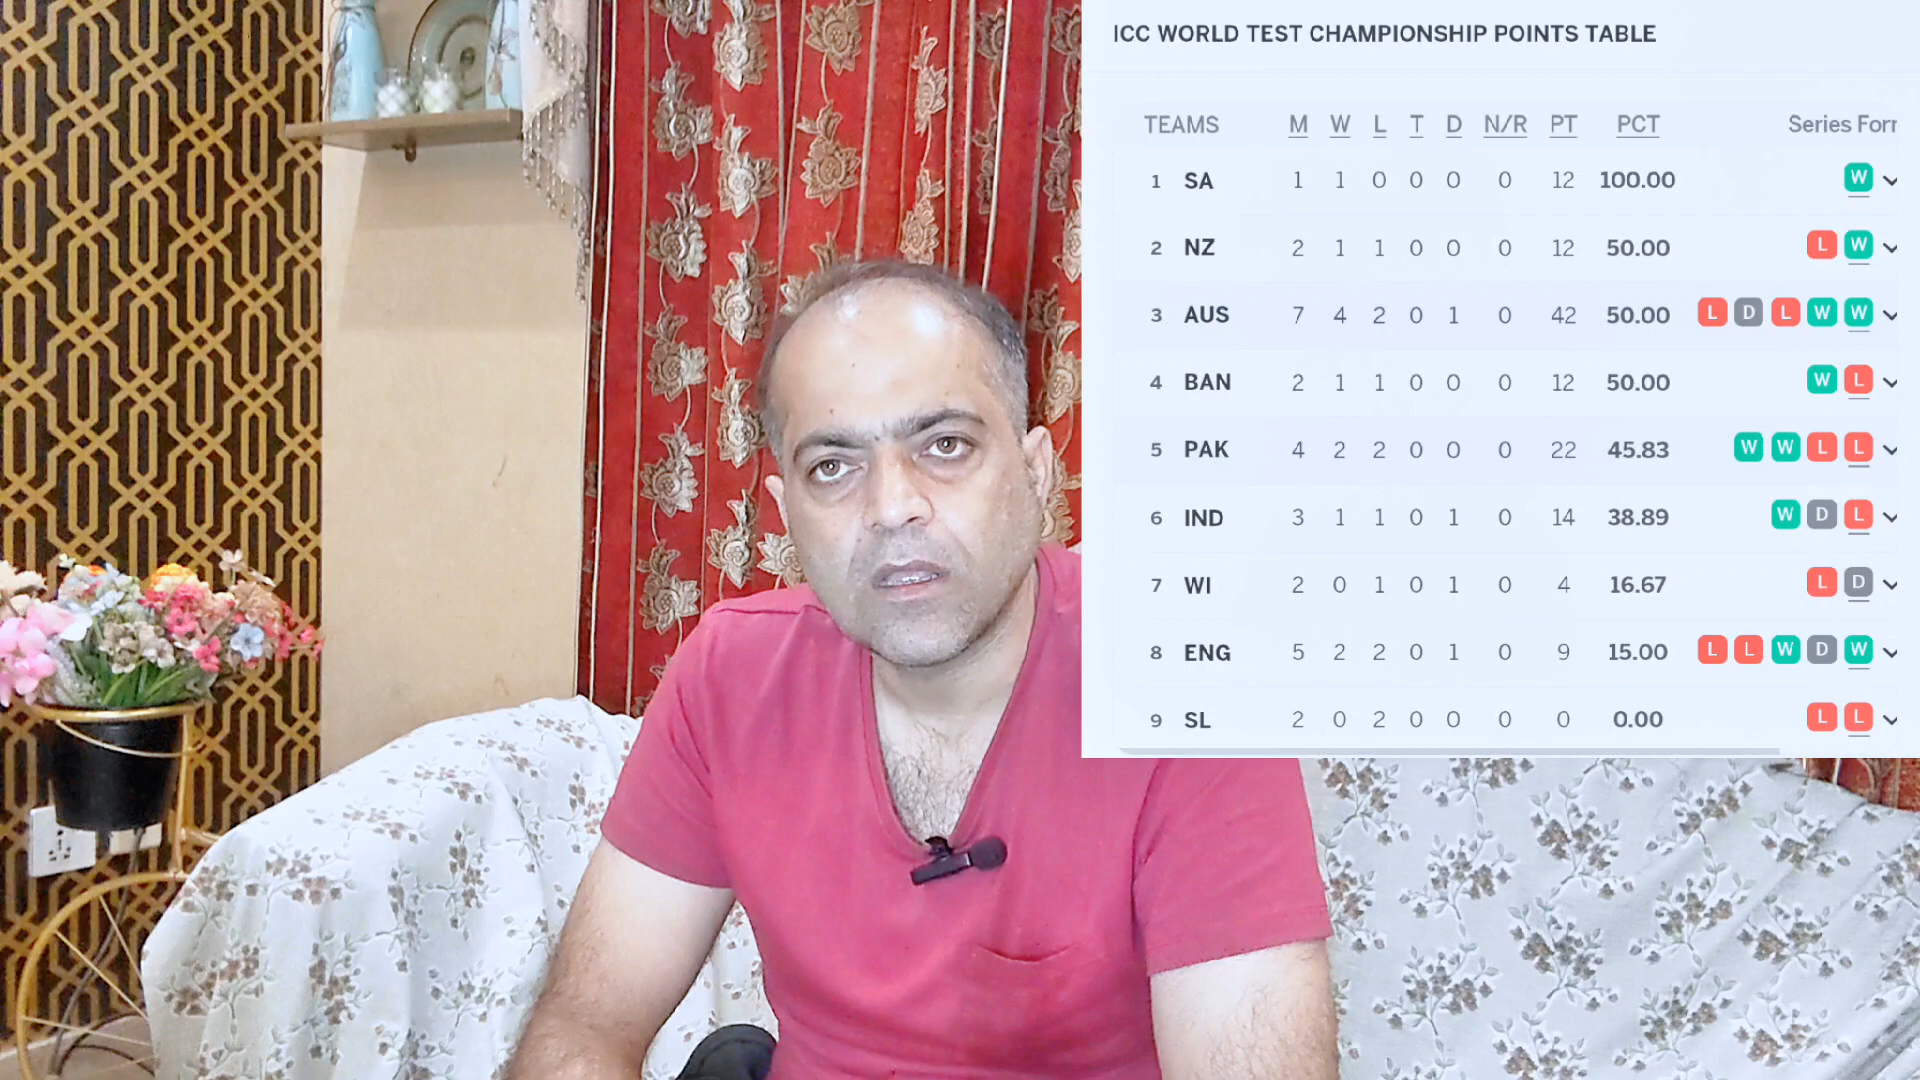 ICC WORLD TEST CHAMPIONSHIP POINTS TABLE
TEAMS M W L T D N/R PT PCT Series Forr
1 SA 1 1 0 0 0 0 12 100.00 W
2 NZ 2 1 1 0 0 0 12 50.00 L W
3 AUS 7 4 2 0 1 0 42 50.00 L D L W W
4 BAN 2 1 1 0 0 0 12 50.00 W L
5 PAK 4 2 2 0 0 0 22 45.83 W W L L
6 IND 3 1 1 0 1 0 14 38.89 W D L
7 WI 2 0 1 0 1 0 4 16.67 L D
8 ENG 5 2 2 0 1 0 9 15.00 L L W D W
9 SL 2 0 2 0 0 0 0 0.00 L L